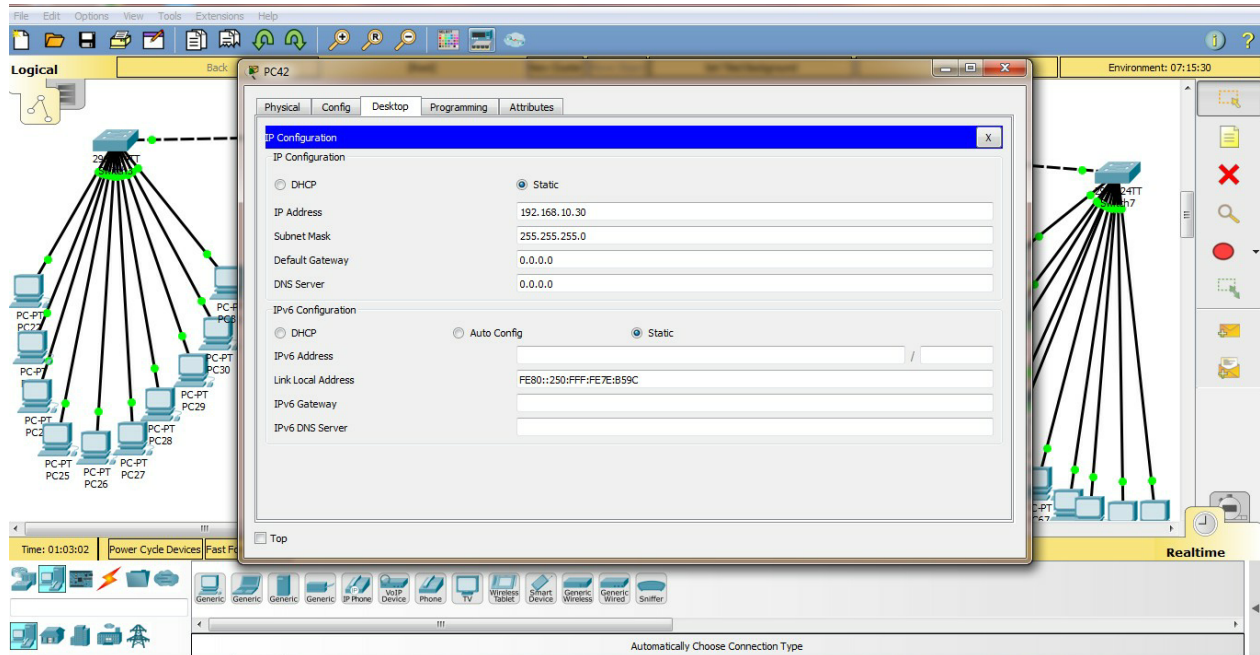 File Edit Options View Tools Extensions Help
Logical
Back
PC42
Environment: 07:15:30
Physical Config Desktop Programming Attributes
IP Configuration
X
IP Configuration
DHCP
Static
IP Address
192.168.10.30
Subnet Mask
255.255.255.0
Default Gateway
0.0.0.0
DNS Server
0.0.0.0
IPv6 Configuration
DHCP
Auto Config
Static
IPv6 Address
/
Link Local Address
FE80::250:FFF:FE7E:B59C
IPv6 Gateway
IPv6 DNS Server
Top
PC-PT
PC-PT
PC30
PC-PT
PC29
PC-PT
PC28
PC-PT
PC25
PC-PT
PC26
PC-PT
PC27
Time: 01:03:02
Power Cycle Devices
Realtime
Generic
Generic
Generic
Generic
IP Phone
VoIP Device
Phone
TV
Wireless Tablet
Smart Device
Generic Wireless
Generic Wired
Sniffer
Automatically Choose Connection Type